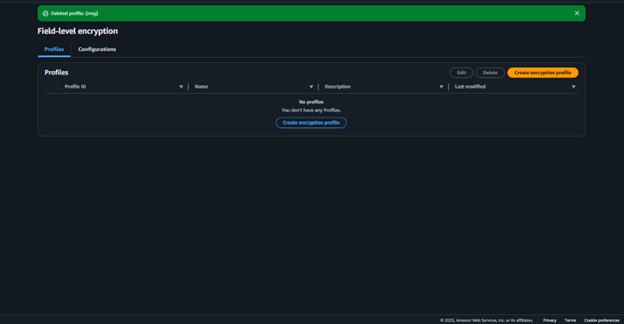 Deleted profile: {msg}
Field-level encryption
Profiles Configurations
Profiles Edit Delete Create encryption profile
Profile ID Name Description Last modified
No profiles
You don't have any Profiles.
Create encryption profile
© 2025, Amazon Web Services, Inc. or its affiliates. Privacy Terms Cookie preferences